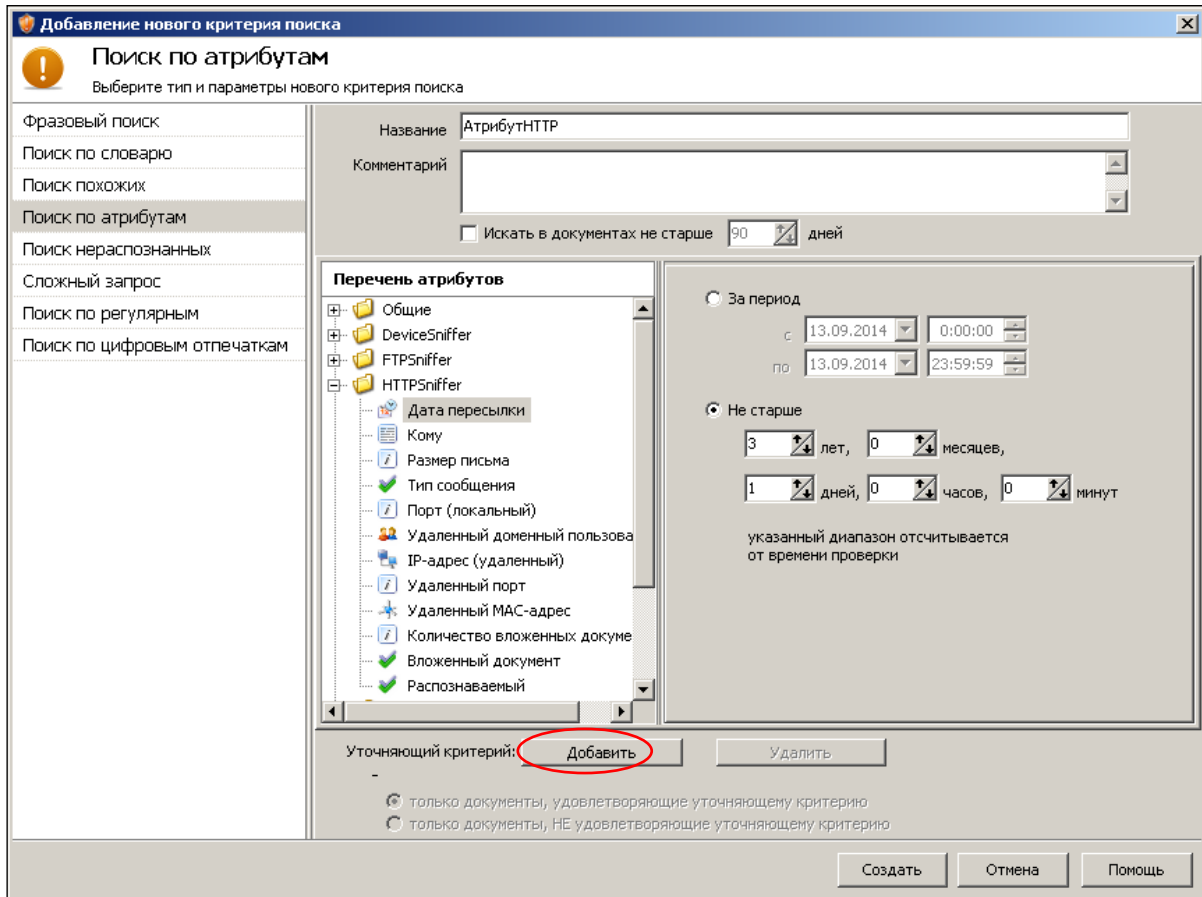 Добавление нового критерия поиска
Поиск по атрибутам
Выберите тип и параметры нового критерия поиска
Фразовый поиск
Поиск по словарю
Поиск похожих
Поиск по атрибутам
Поиск нераспознанных
Сложный запрос
Поиск по регулярным
Поиск по цифровым отпечаткам
Название АтрибутHTTP
Комментарий
Искать в документах не старше 90 дней
Перечень атрибутов
Общие
DeviceSniffer
FTPSniffer
HTTPSniffer
Дата пересылки
Кому
Размер письма
Тип сообщения
Порт (локальный)
Удаленный доменный пользова
IP-адрес (удаленный)
Удаленный порт
Удаленный MAC-адрес
Количество вложенных докуме
Вложенный документ
Распознаваемый
За период
с 13.09.2014 0:00:00
по 13.09.2014 23:59:59
Не старше
3 лет, 0 месяцев,
1 дней, 0 часов, 0 минут
указанный диапазон отсчитывается
от времени проверки
Уточняющий критерий: Добавить Удалить
-
только документы, удовлетворяющие уточняющему критерию
только документы, НЕ удовлетворяющие уточняющему критерию
Создать Отмена Помощь